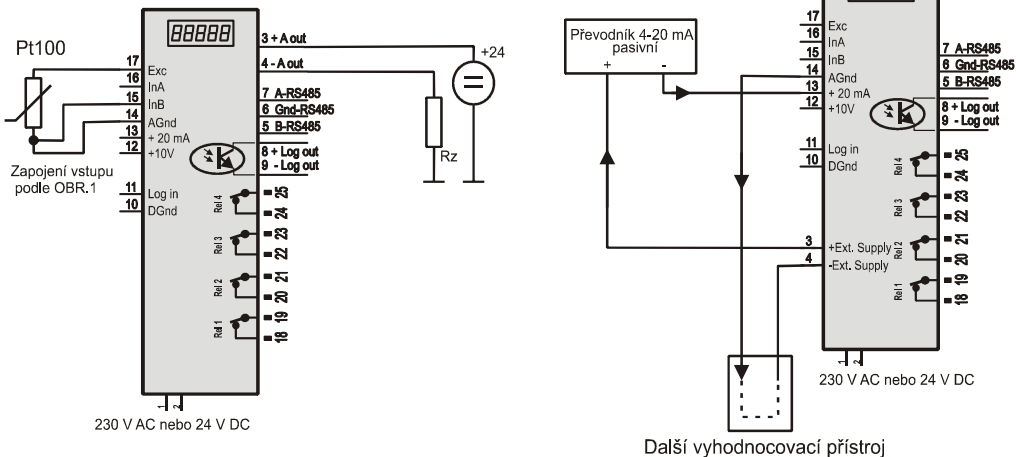 Pt100
Zapojení vstupu
podle OBR.1
88888
17 Exc
16 InA
15 InB
14 AGnd
13 + 20 mA
12 +10V
11 Log in
10 DGnd
3 + A out
4 - A out
7 A-RS485
6 Gnd-RS485
5 B-RS485
8 + Log out
9 - Log out
+24
Rz
Rel 4
25
24
Rel 3
23
22
Rel 2
21
20
Rel 1
19
18
1 2
230 V AC nebo 24 V DC
Převodník 4-20 mA
pasivní
+ -
17 Exc
16 InA
15 InB
14 AGnd
13 + 20 mA
12 +10V
11 Log in
10 DGnd
3 +Ext. Supply
4 -Ext. Supply
7 A-RS485
6 Gnd-RS485
5 B-RS485
8 + Log out
9 - Log out
Rel 4
25
24
Rel 3
23
22
Rel 2
21
20
Rel 1
19
18
1 2
230 V AC nebo 24 V DC
Další vyhodnocovací přístroj